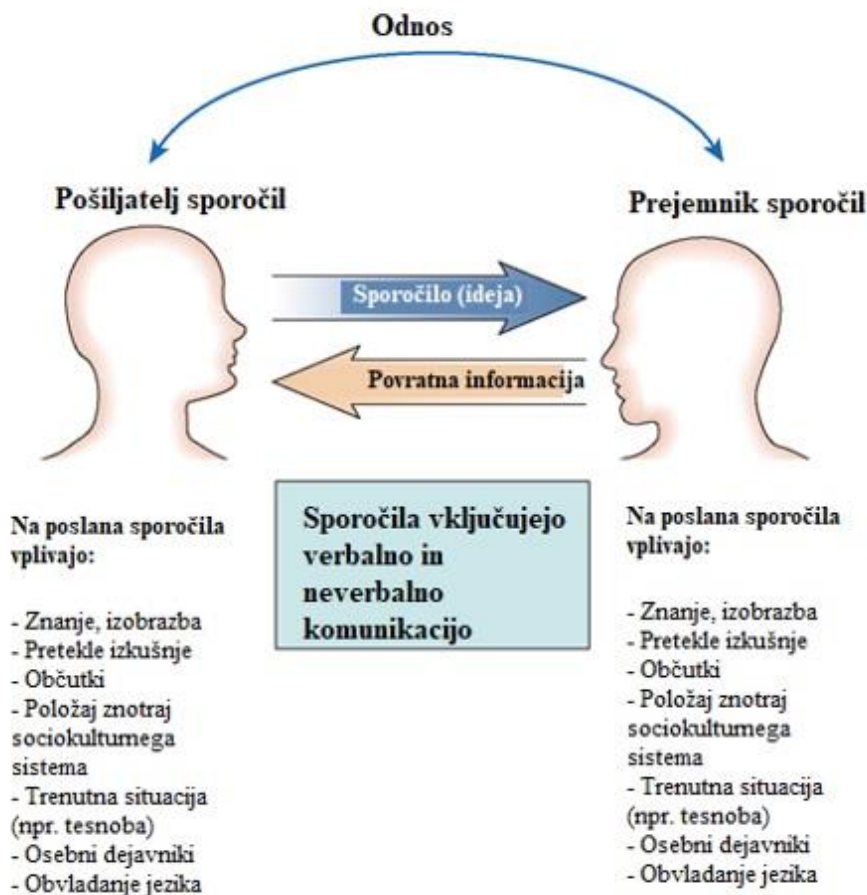 Odnos
Pošiljatelj sporočil
Prejemnik sporočil
Sporočilo (ideja)
Povratna informacija
Sporočila vključujejo
verbalno in
neverbalno
komunikacijo
Na poslana sporočila
vplivajo:
- Znanje, izobrazba
- Pretekle izkušnje
- Občutki
- Položaj znotraj
sociokulturnega
sistema
- Trenutna situacija
(npr. tesnoba)
- Osebni dejavniki
- Obvladanje jezika
Na poslana sporočila
vplivajo:
- Znanje, izobrazba
- Pretekle izkušnje
- Občutki
- Položaj znotraj
sociokulturnega
sistema
- Trenutna situacija
(npr. tesnoba)
- Osebni dejavniki
- Obvladanje jezika